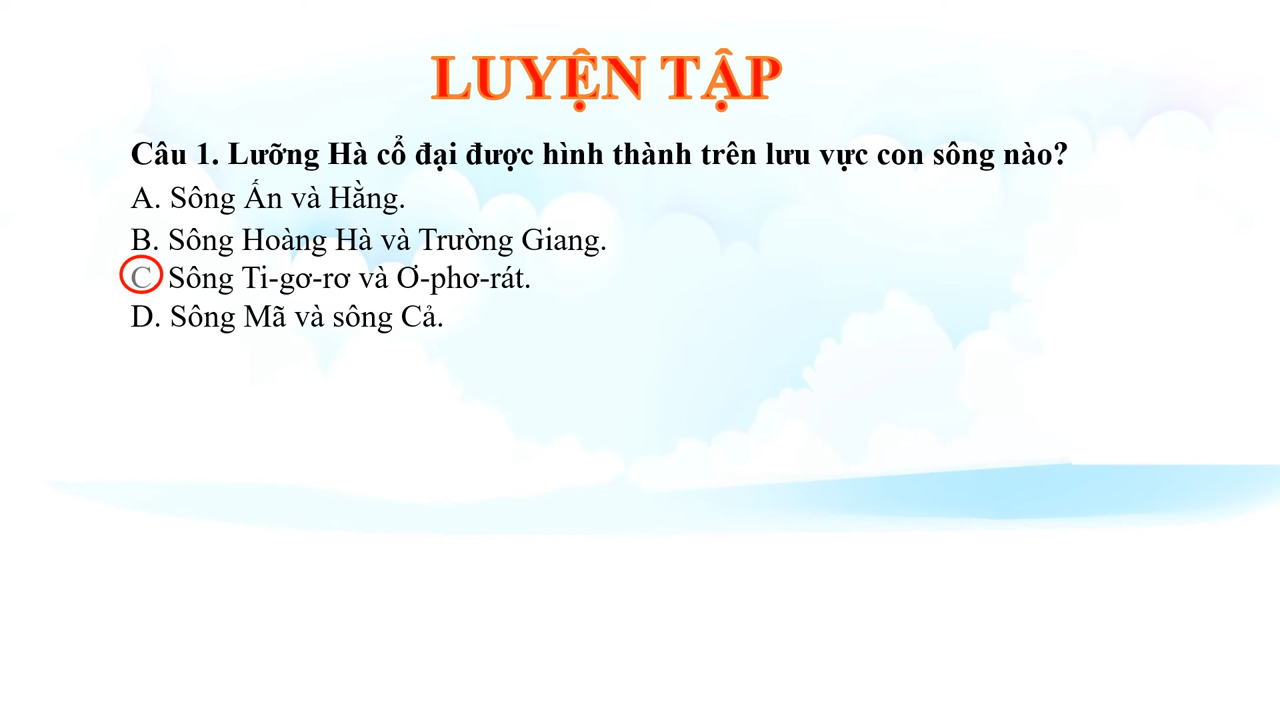 LUYỆN TẬP
Câu 1. Lưỡng Hà cổ đại được hình thành trên lưu vực con sông nào?
A. Sông Ấn và Hằng.
B. Sông Hoàng Hà và Trường Giang.
C Sông Ti-gơ-rơ và Ơ-phơ-rát.
D. Sông Mã và sông Cả.